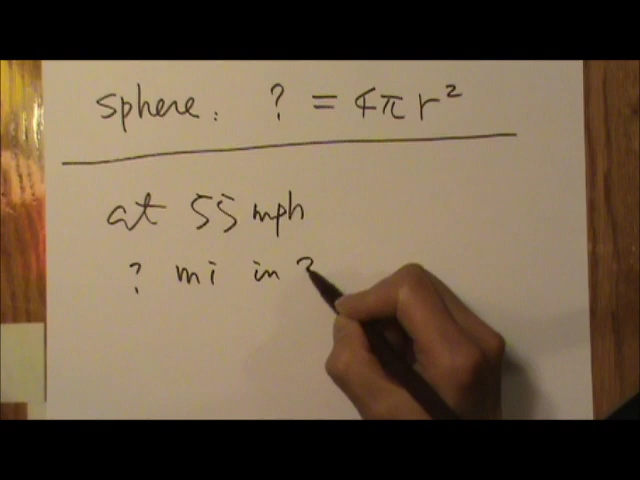 sphere: ? = 4πr²
at 55 mph
? mi in